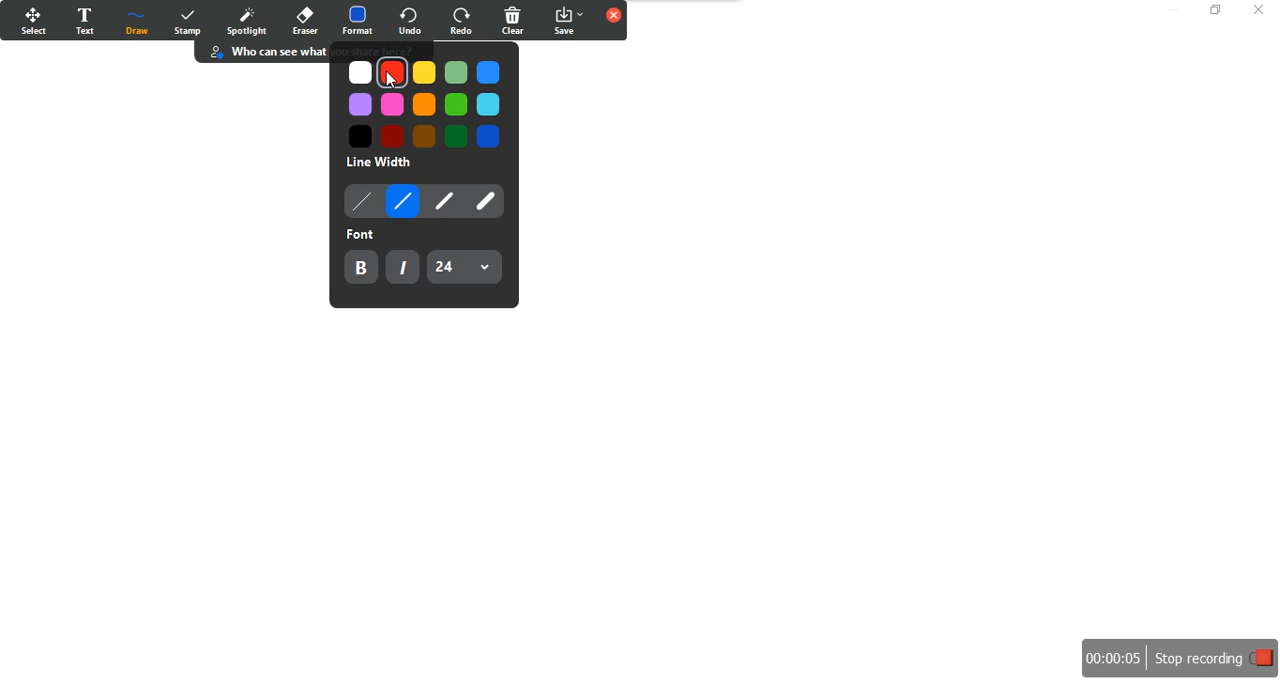 Select Text Draw Stamp Spotlight Eraser Format Undo Redo Clear Save
Who can see what you share here?
Line Width
Font
B I 24
00:00:05 Stop recording